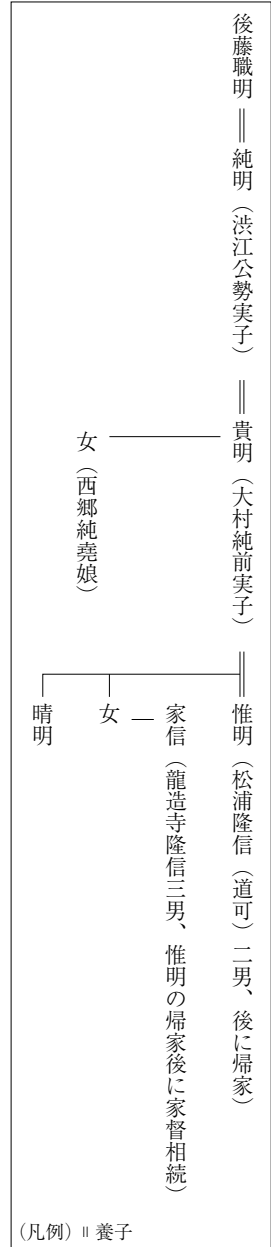 後藤職明 ＝ 純明（渋江公勢実子） ＝ 貴明（大村純前実子） ＝ 惟明（松浦隆信（道可）二男、後に帰家）
家信（龍造寺隆信三男、惟明の帰家後に家督相続）
女（西郷純堯娘）
女
晴明
（凡例）＝養子